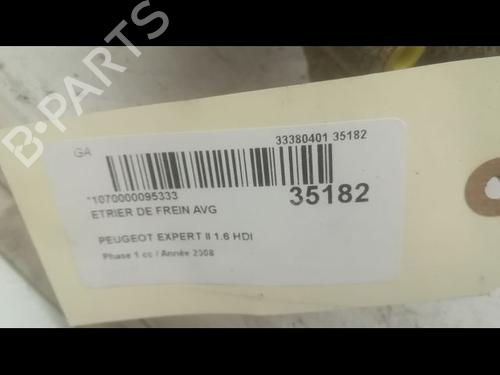 B-PARTS
GA
33380401 35182
*1070000095333
35182
ETRIER DE FREIN AVG
PEUGEOT EXPERT II 1.6 HDI
Phase 1 cc / Année 2008